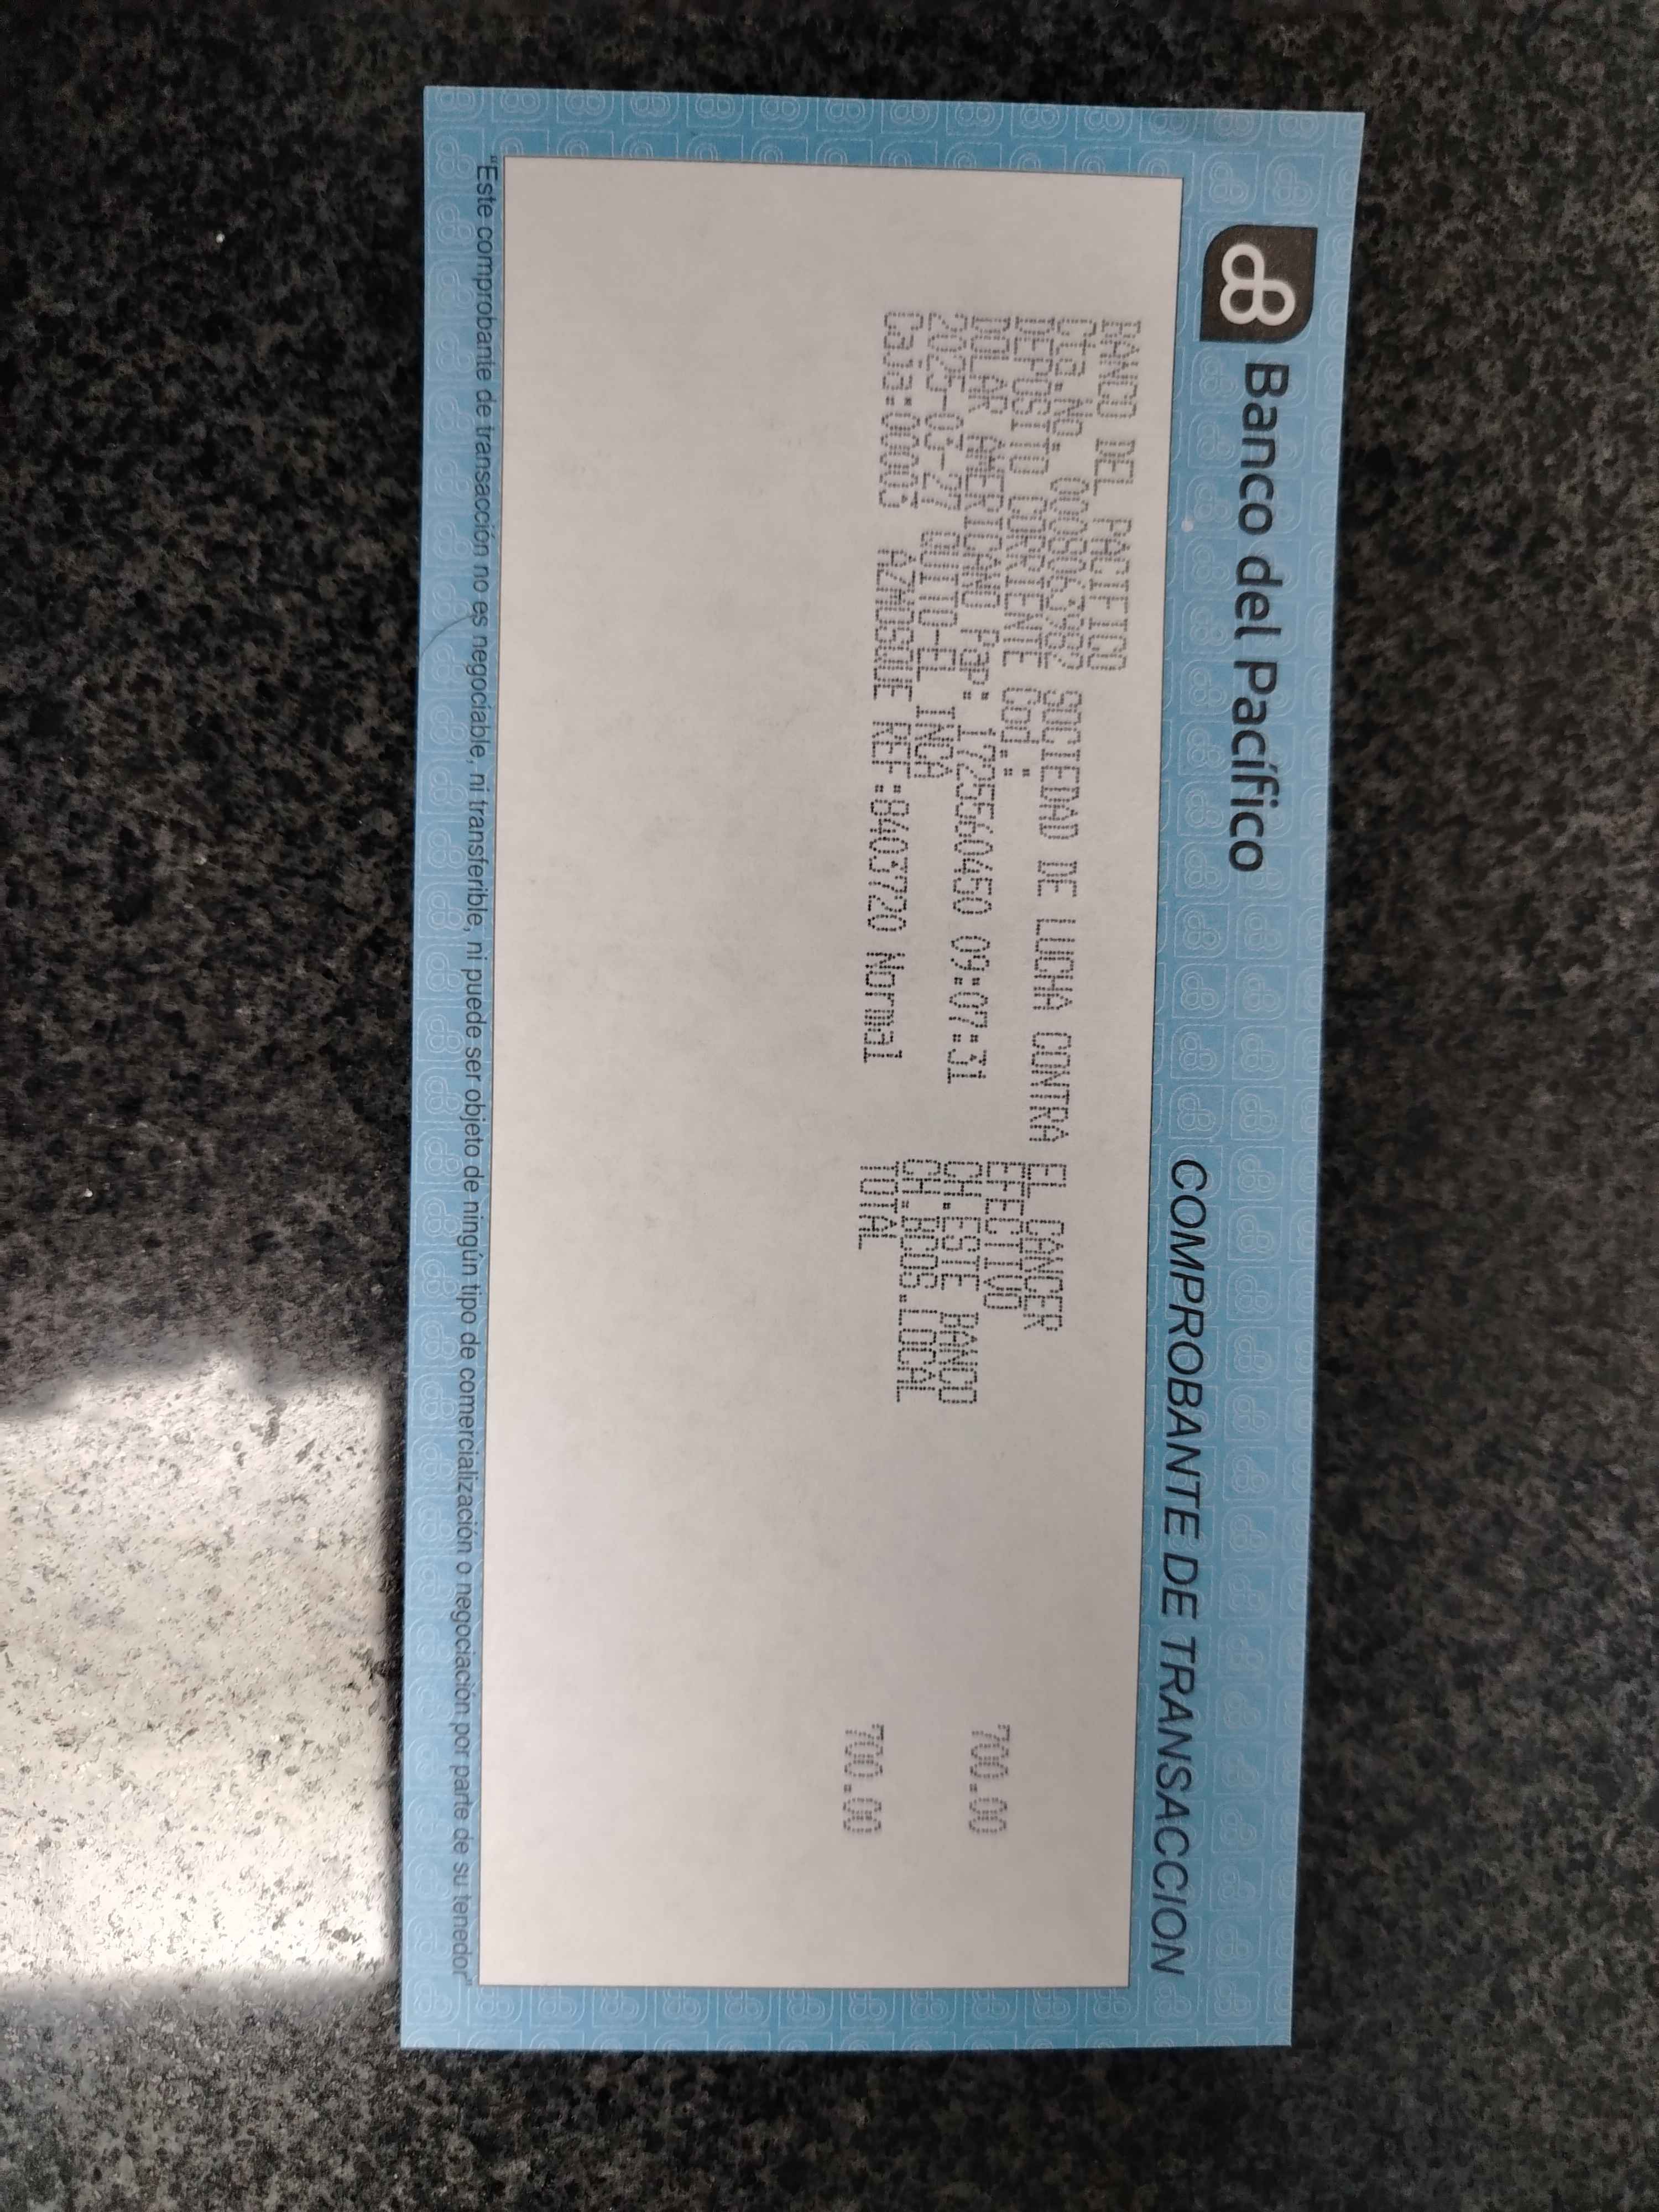 Banco del Pacífico
COMPROBANTE DE TRANSACCION
BANCO DEL PACIFICO
Cta.No. SOCIEDAD DE LUCHA CONTRA EL CANCER
DEPOSITO CORRIENTE Cod.: EFECTIVO 700.00
DOLAR AMERICANO Pap: 1725560450 09:07:31 CH.ESTE BANCO
2025-03-27 QUITO-EL INCA CH.BCOS.LOCAL
Caja:00003 AZMOSQUE REF:8403720 Normal TOTAL 700.00
"Este comprobante de transacción no es negociable, ni transferible, ni puede ser objeto de ningún tipo de comercialización o negociación por parte de su tenedor"